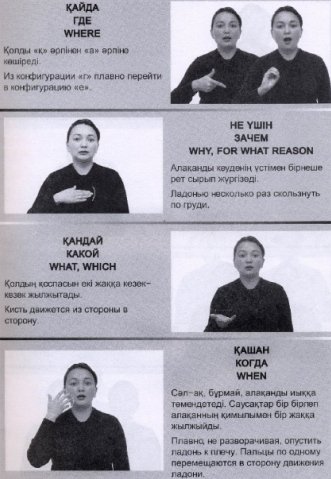 ҚАЙДА
ГДЕ
WHERE
Қолды «қ» әрпінен «а» әрпіне
көшіреді.
Из конфигурации «г» плавно перейти
в конфигурацию «е».
НЕ ҮШІН
ЗАЧЕМ
WHY, FOR WHAT REASON
Алақанды кеуденің үстімен бірнеше
рет сырып жүргізеді.
Ладонью несколько раз скользнуть
по груди.
ҚАНДАЙ
КАКОЙ
WHAT, WHICH
Қолдың қоспасын екі жаққа кезек-
кезек жылжытады.
Кисть движется из стороны в
сторону.
ҚАШАН
КОГДА
WHEN
Сәл-ақ, бұрмай, алақанды иыққа
төмендетеді. Саусақтар бір бірлеп
алақанның қимылымен бір жаққа
жылжыйды.
Плавно, не разворачивая, опустить
ладонь к плечу. Пальцы по одному
перемещаются в сторону движения
ладони.